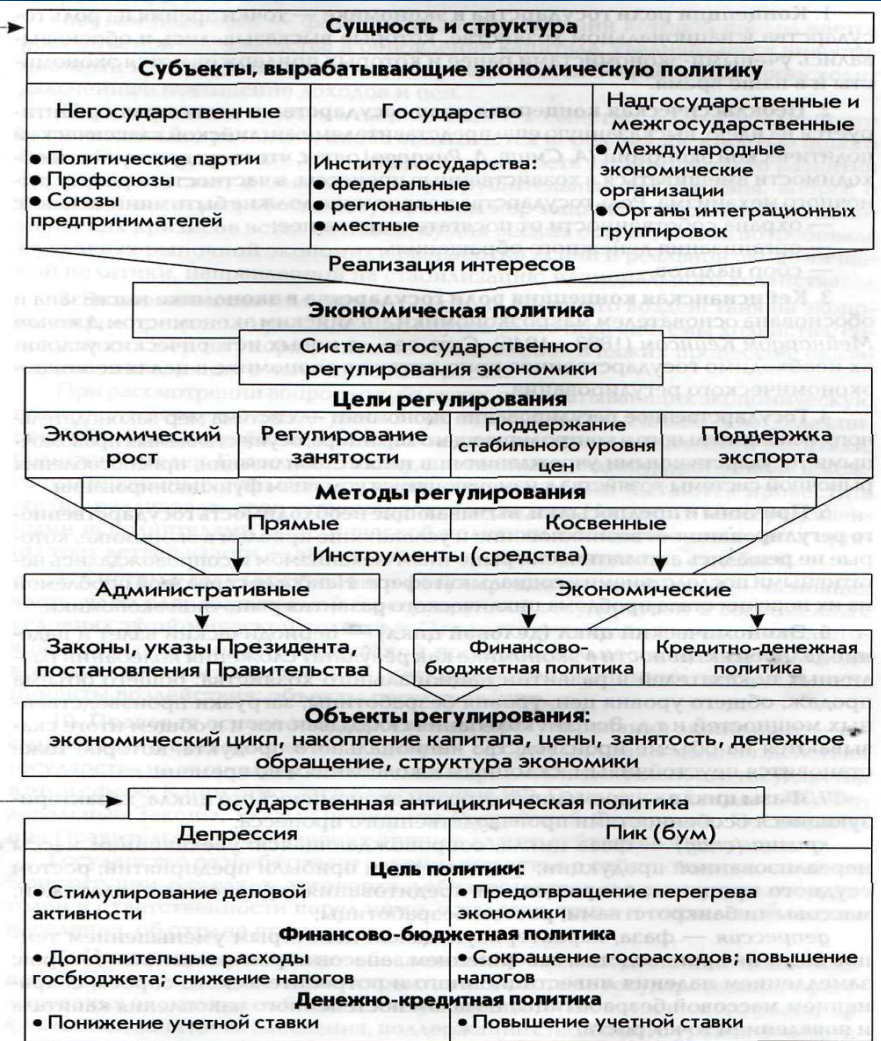 Сущность и структура
Субъекты, вырабатывающие экономическую политику
Негосударственные
Государство
Надгосударственные и
межгосударственные
• Политические партии
• Профсоюзы
• Союзы
предпринимателей
Институты государства:
• федеральные
• региональные
• местные
• Международные
экономические
организации
• Органы интеграционных
группировок
Реализация интересов
Экономическая политика
Система государственного
регулирования экономики
Цели регулирования
Экономический
рост
Регулирование
занятости
Поддержание
стабильного уровня
цен
Поддержка
экспорта
Методы регулирования
Прямые
Косвенные
Инструменты (средства)
Административные
Экономические
Законы, указы Президента,
постановления Правительства
Финансово-
бюджетная политика
Кредитно-денежная
политика
Объекты регулирования:
экономический цикл, накопление капитала, цены, занятость, денежное
обращение, структура экономики
Государственная антициклическая политика
Депрессия
Пик (бум)
Цель политики:
• Стимулирование деловой
активности
• Предотвращение перегрева
экономики
Финансово-бюджетная политика
• Дополнительные расходы
госбюджета; снижение налогов
• Сокращение госрасходов; повышение
налогов
Денежно-кредитная политика
• Понижение учетной ставки
• Повышение учетной ставки